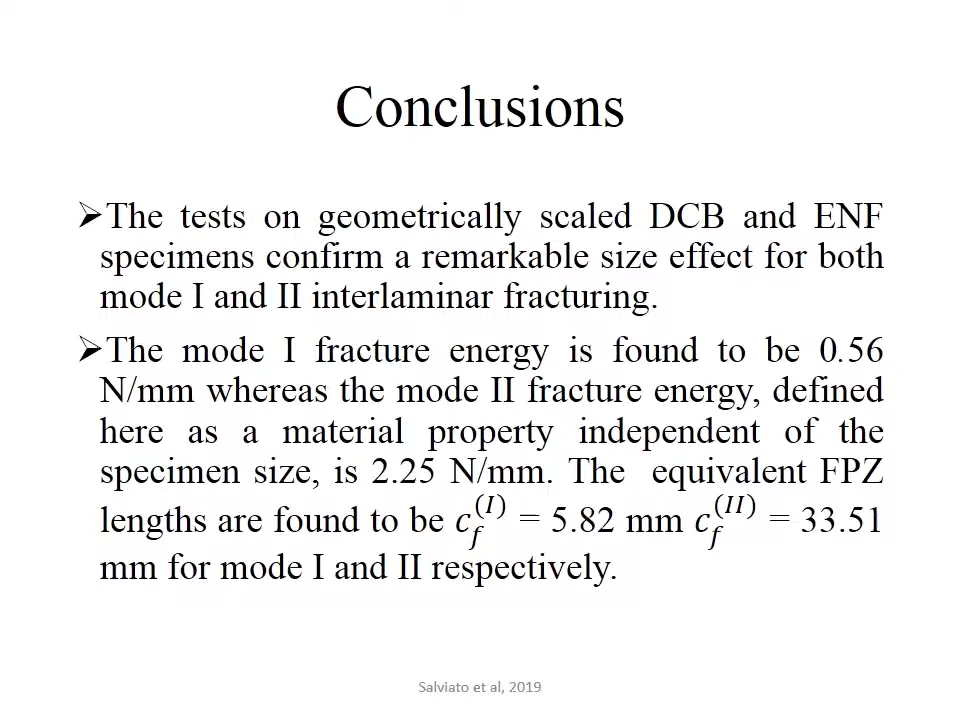 Conclusions
➢The tests on geometrically scaled DCB and ENF
specimens confirm a remarkable size effect for both
mode I and II interlaminar fracturing.
➢The mode I fracture energy is found to be 0.56
N/mm whereas the mode II fracture energy, defined
here as a material property independent of the
specimen size, is 2.25 N/mm. The equivalent FPZ
lengths are found to be c_f^(I) = 5.82 mm c_f^(II) = 33.51
mm for mode I and II respectively.
Salviato et al, 2019